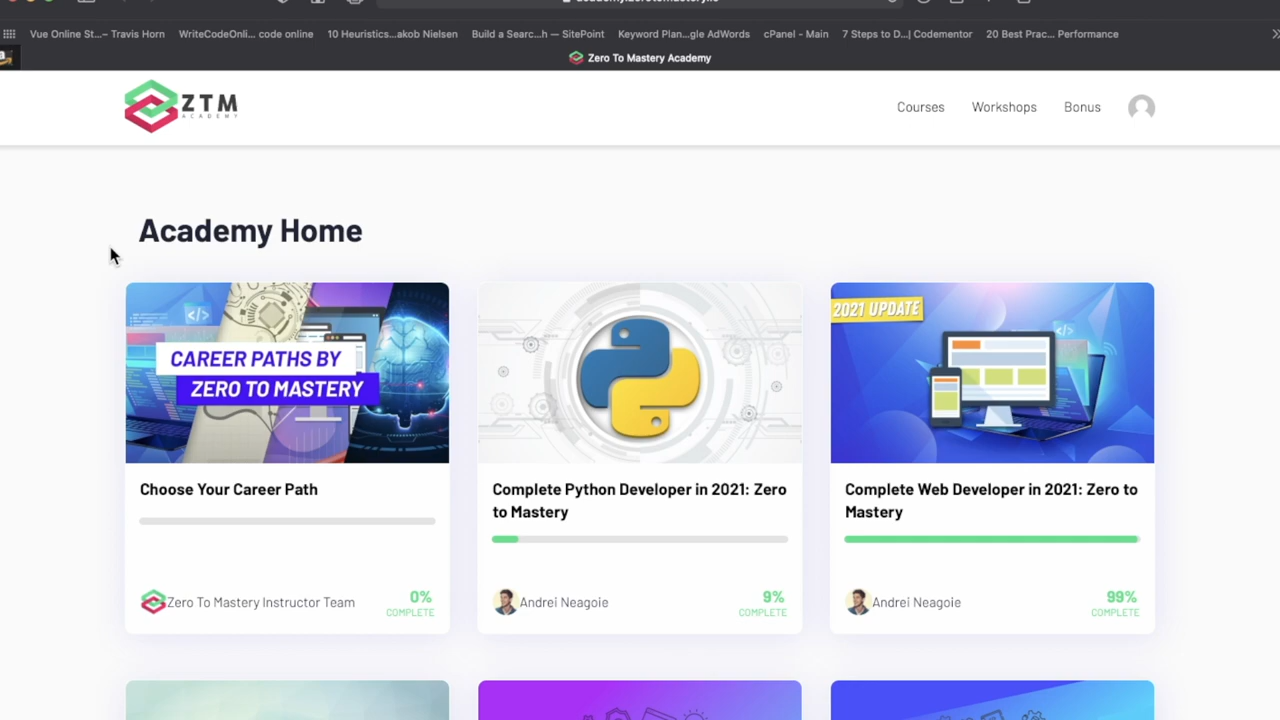 Vue Online St...– Travis Horn
WriteCodeOnli... code online
10 Heuristics...akob Nielsen
Build a Searc...h — SitePoint
Keyword Plan...gle AdWords
cPanel - Main
7 Steps to D...| Codementor
20 Best Prac... Performance
Zero To Mastery Academy
ZTM
ACADEMY
Courses
Workshops
Bonus
Academy Home
CAREER PATHS BY
ZERO TO MASTERY
2021 UPDATE
Choose Your Career Path
Complete Python Developer in 2021: Zero
to Mastery
Complete Web Developer in 2021: Zero to
Mastery
Zero To Mastery Instructor Team
0%
COMPLETE
Andrei Neagoie
9%
COMPLETE
Andrei Neagoie
99%
COMPLETE